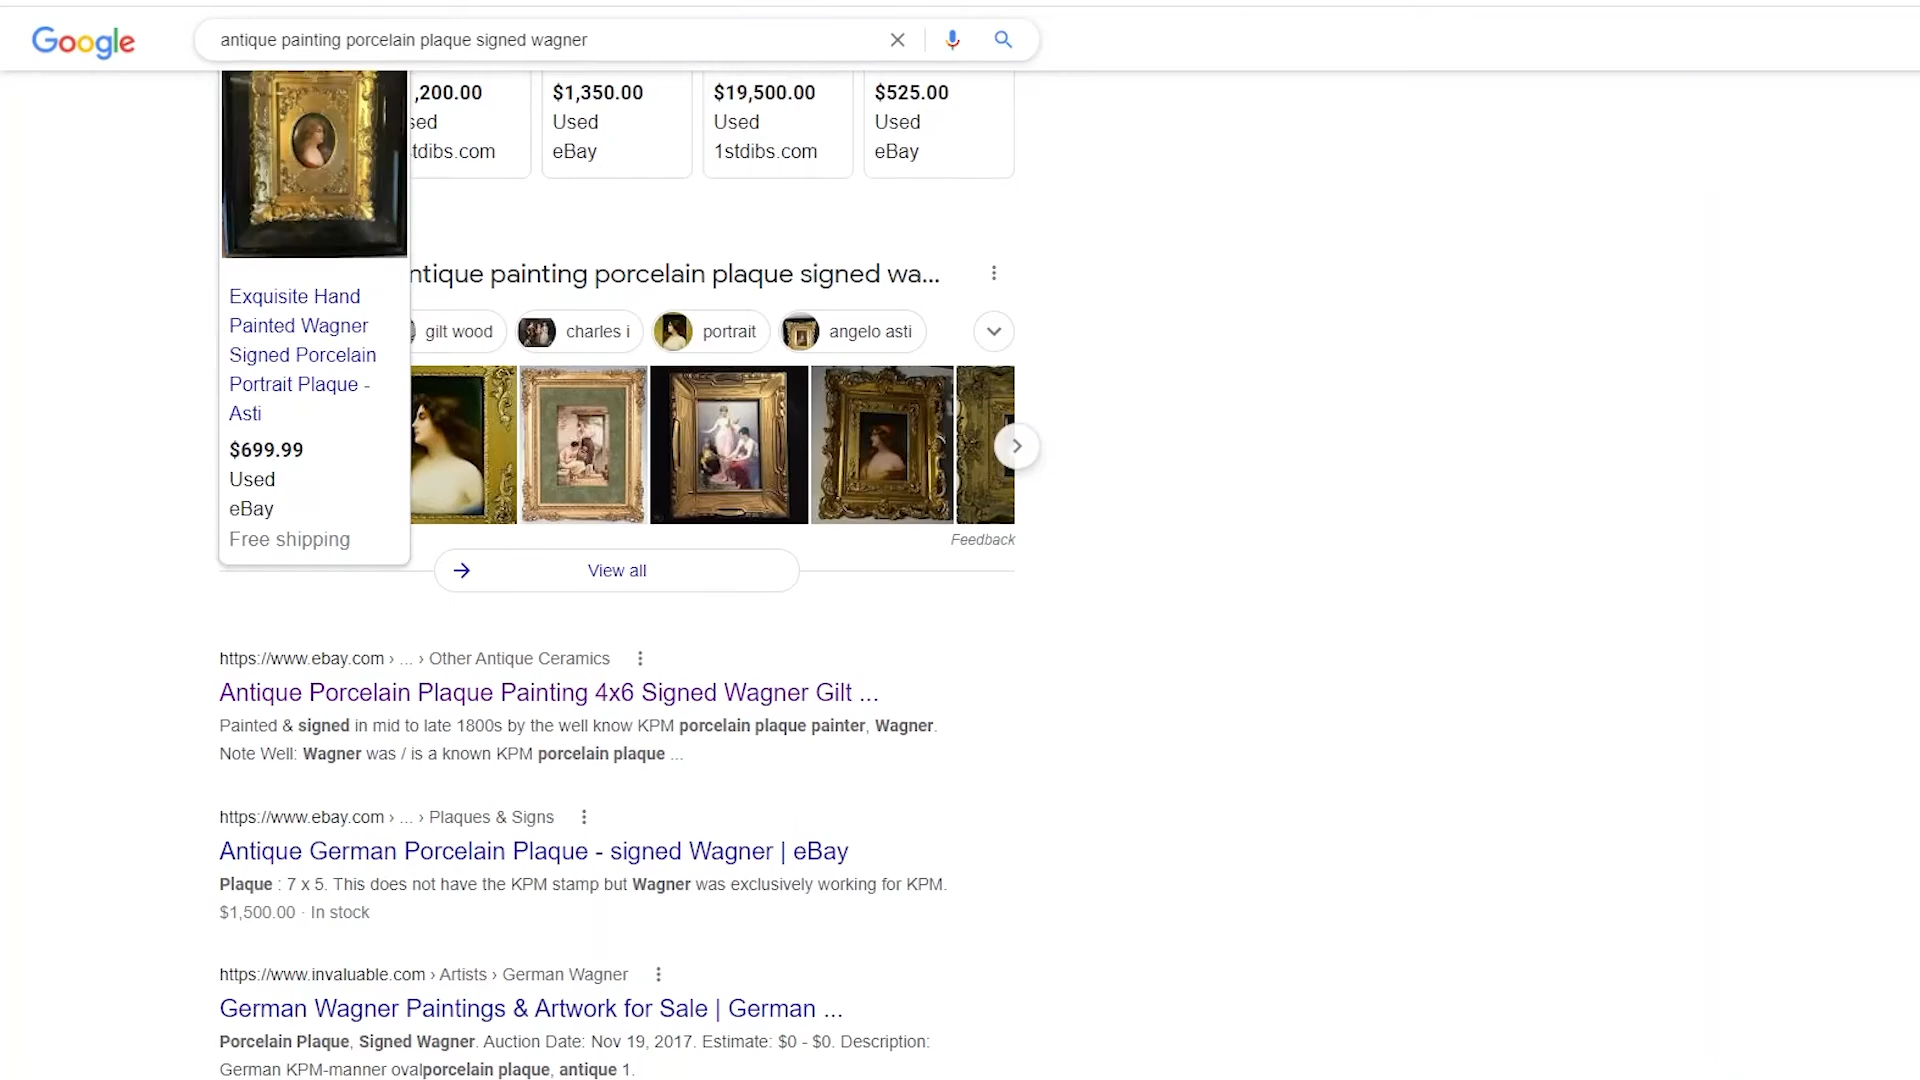 Google
antique painting porcelain plaque signed wagner
,200.00
sed
tdibs.com
$1,350.00
Used
eBay
$19,500.00
Used
1stdibs.com
$525.00
Used
eBay
Exquisite Hand
Painted Wagner
Signed Porcelain
Portrait Plaque -
Asti
$699.99
Used
eBay
Free shipping
ntique painting porcelain plaque signed wa...
gilt wood
charles i
portrait
angelo asti
Feedback
View all
https://www.ebay.com › ... › Other Antique Ceramics
Antique Porcelain Plaque Painting 4x6 Signed Wagner Gilt ...
Painted & signed in mid to late 1800s by the well know KPM porcelain plaque painter, Wagner.
Note Well: Wagner was / is a known KPM porcelain plaque ...
https://www.ebay.com › ... › Plaques & Signs
Antique German Porcelain Plaque - signed Wagner | eBay
Plaque : 7 x 5. This does not have the KPM stamp but Wagner was exclusively working for KPM.
$1,500.00 · In stock
https://www.invaluable.com › Artists › German Wagner
German Wagner Paintings & Artwork for Sale | German ...
Porcelain Plaque, Signed Wagner. Auction Date: Nov 19, 2017. Estimate: $0 - $0. Description:
German KPM-manner ovalporcelain plaque, antique 1.